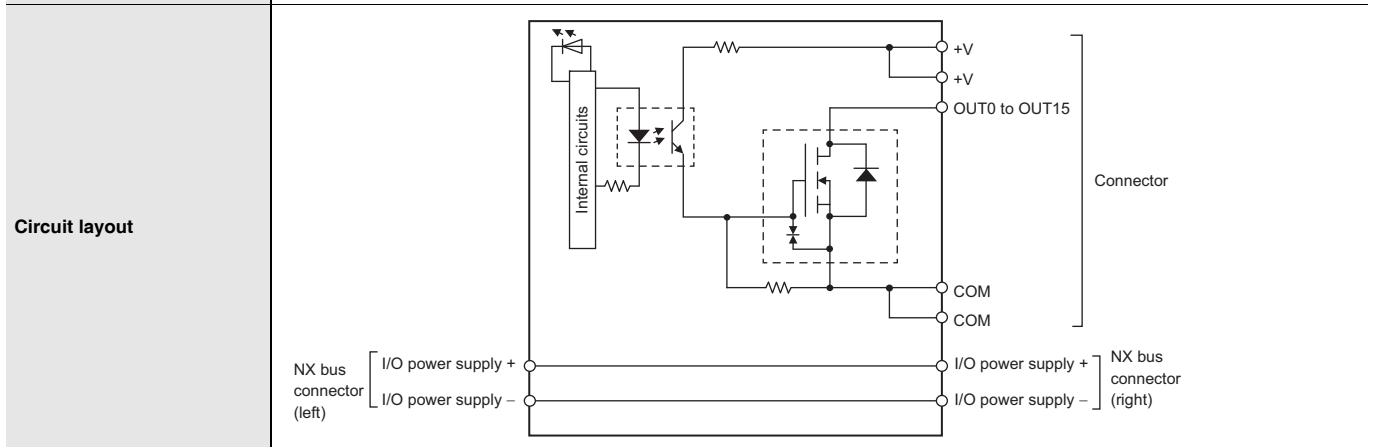 Circuit layout
Internal circuits
+V
+V
OUT0 to OUT15
Connector
COM
COM
NX bus
connector
(left)
I/O power supply +
I/O power supply –
I/O power supply +
I/O power supply –
NX bus
connector
(right)